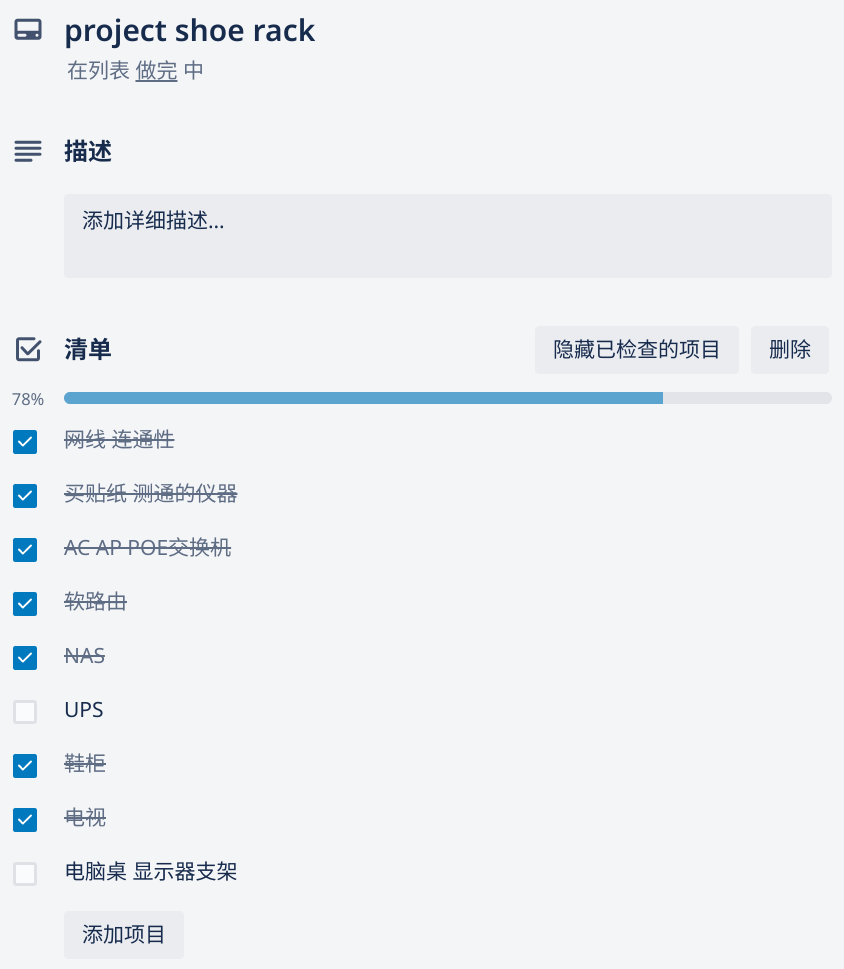 project shoe rack
在列表 做完 中
描述
添加详细描述...
清单
隐藏已检查的项目
删除
78%
网线 连通性
买贴纸 测通的仪器
AC AP POE交换机
软路由
NAS
UPS
鞋柜
电视
电脑桌 显示器支架
添加项目